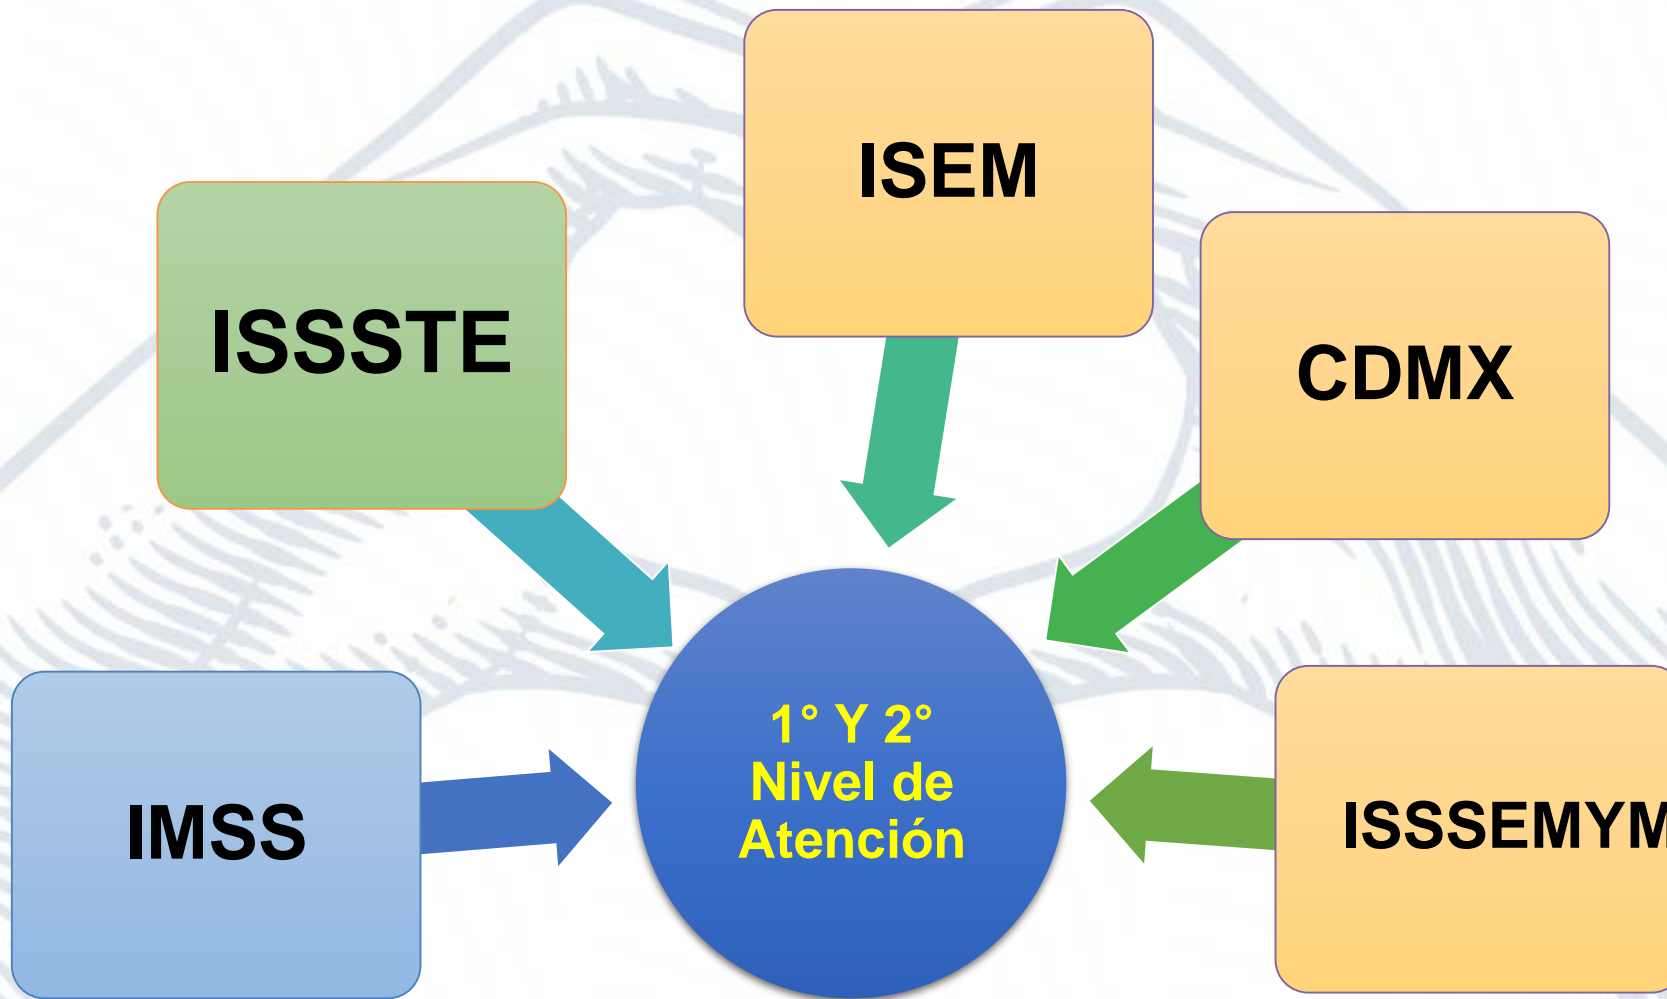 ISEM
ISSSTE
CDMX
1° Y 2°
Nivel de
Atención
IMSS
ISSSEMYM